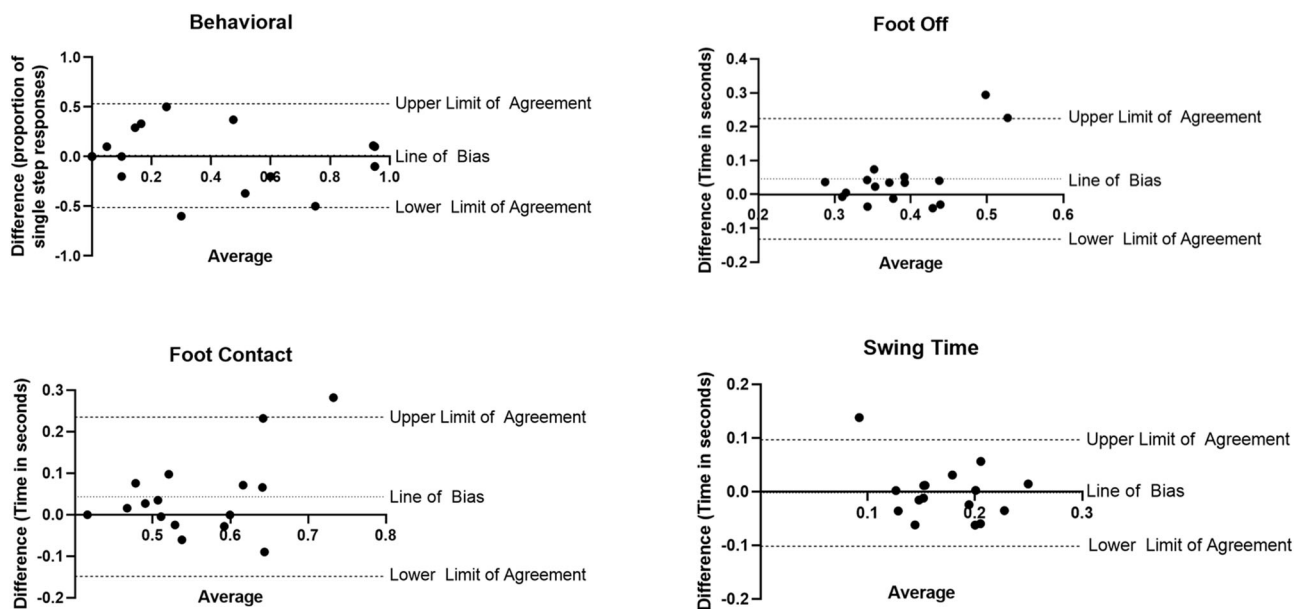 Behavioral
Difference (proportion of
single step responses)
1.0
0.5
0.0
-0.5
-1.0
0.2
0.4
0.6
0.8
1.0
Upper Limit of Agreement
Line of Bias
Lower Limit of Agreement
Average
Foot Off
Difference (Time in seconds)
0.4
0.3
0.2
0.1
0.0
-0.1
-0.2
0.2
0.3
0.4
0.5
0.6
Upper Limit of Agreement
Line of Bias
Lower Limit of Agreement
Average
Foot Contact
Difference (Time in seconds)
0.3
0.2
0.1
0.0
-0.1
-0.2
0.5
0.6
0.7
0.8
Upper Limit of Agreement
Line of Bias
Lower Limit of Agreement
Average
Swing Time
Difference (Time in seconds)
0.2
0.1
0.0
-0.1
-0.2
0.1
0.2
0.3
Upper Limit of Agreement
Line of Bias
Lower Limit of Agreement
Average